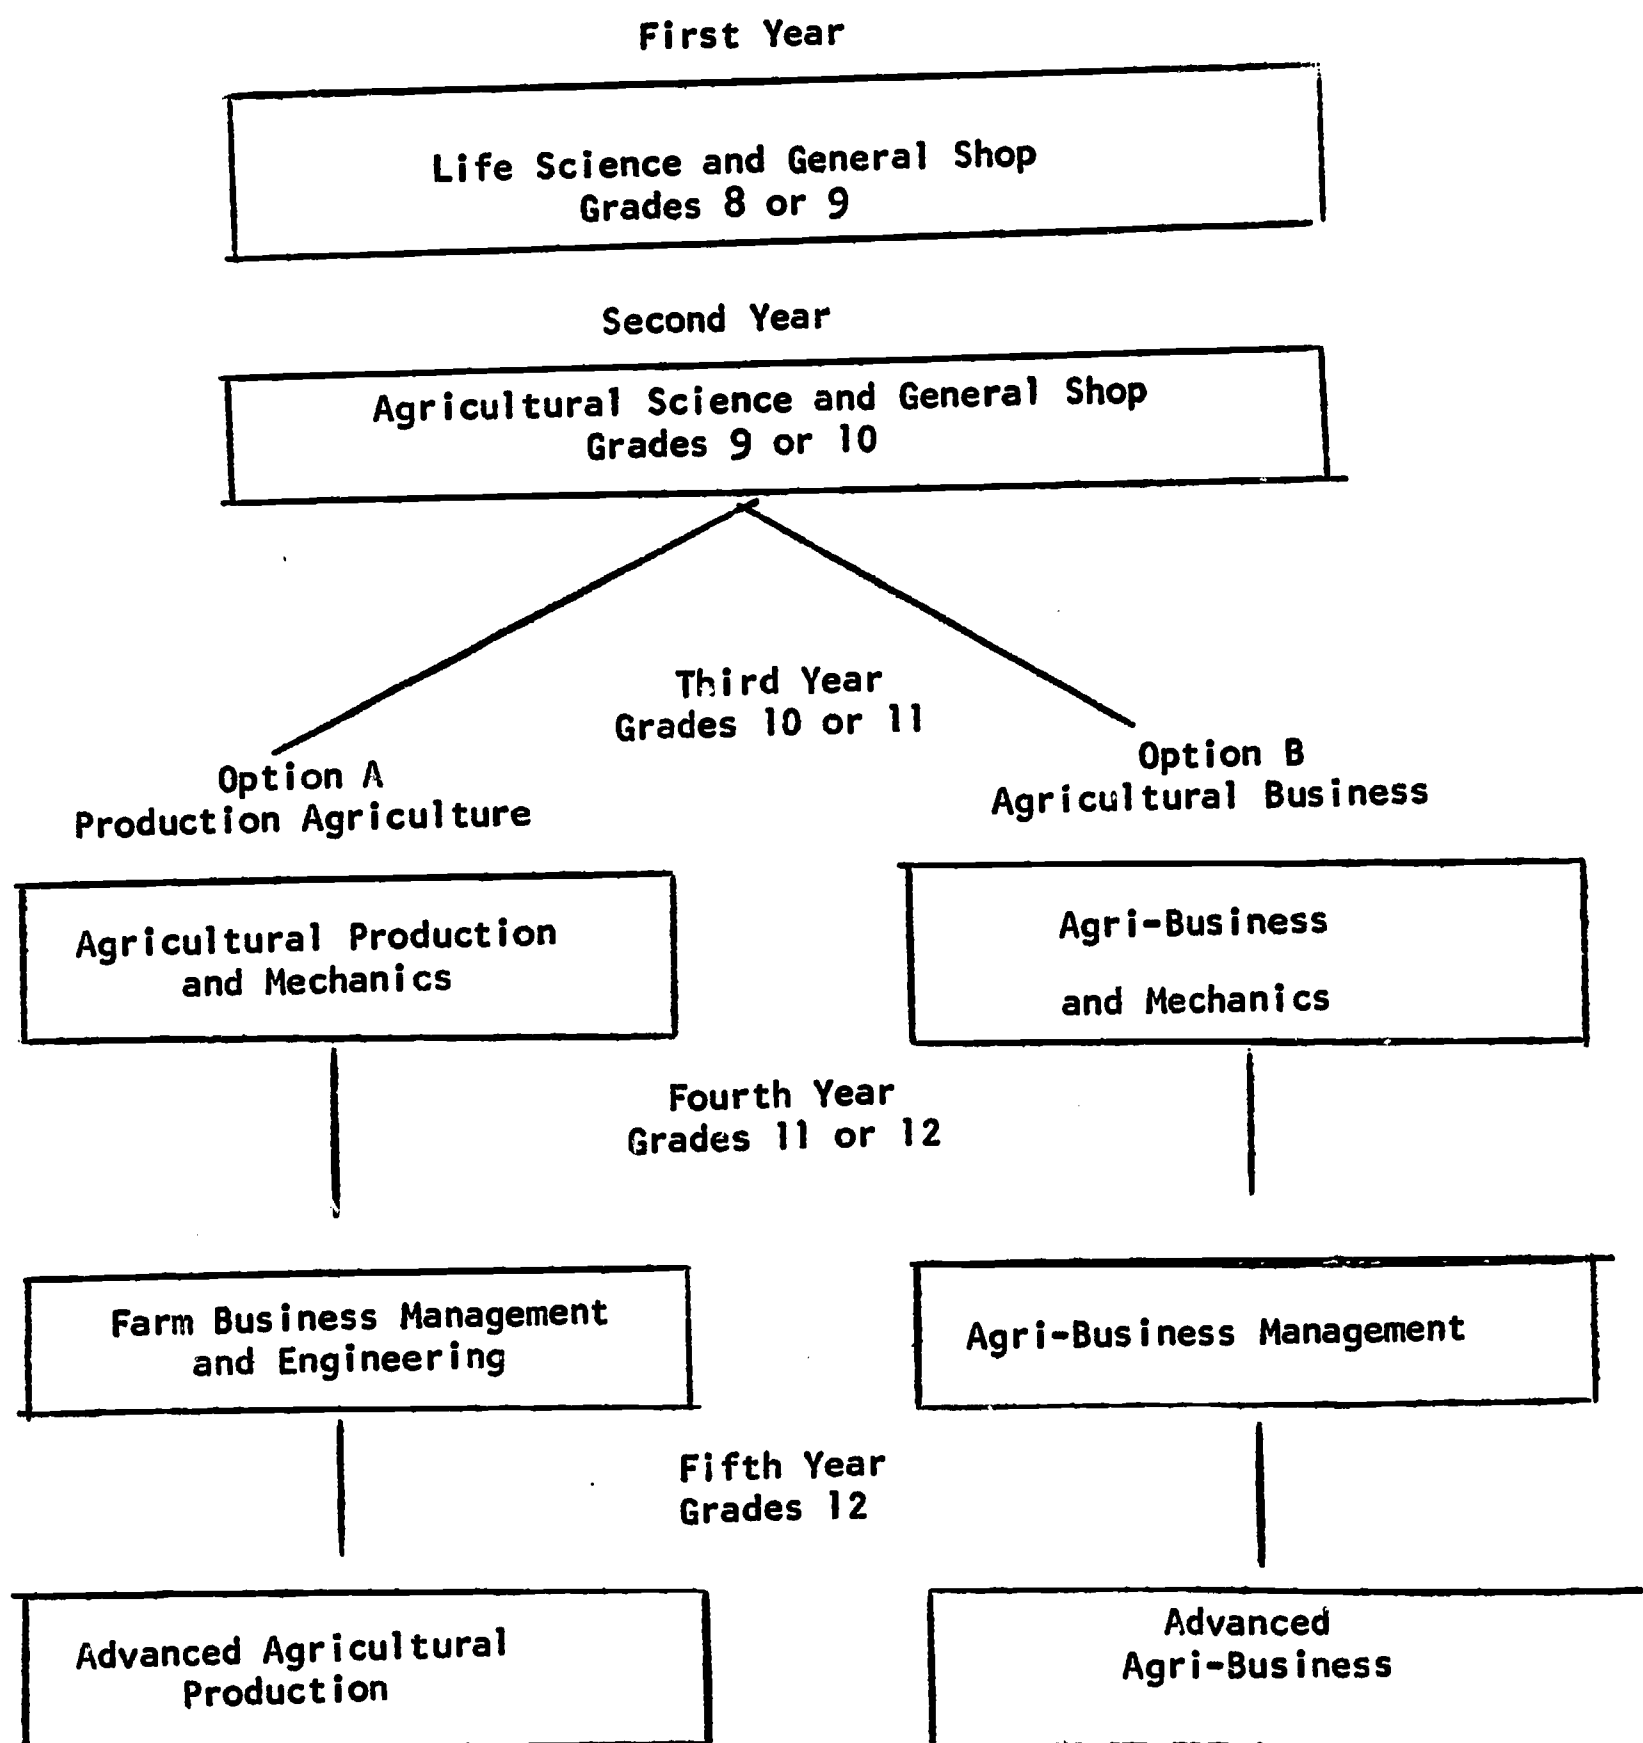 First Year
Life Science and General Shop
Grades 8 or 9
Second Year
Agricultural Science and General Shop
Grades 9 or 10
Third Year
Grades 10 or 11
Option A
Production Agriculture
Option B
Agricultural Business
Agricultural Production
and Mechanics
Agri-Business
and Mechanics
Fourth Year
Grades 11 or 12
Farm Business Management
and Engineering
Agri-Business Management
Fifth Year
Grades 12
Advanced Agricultural
Production
Advanced
Agri-Business